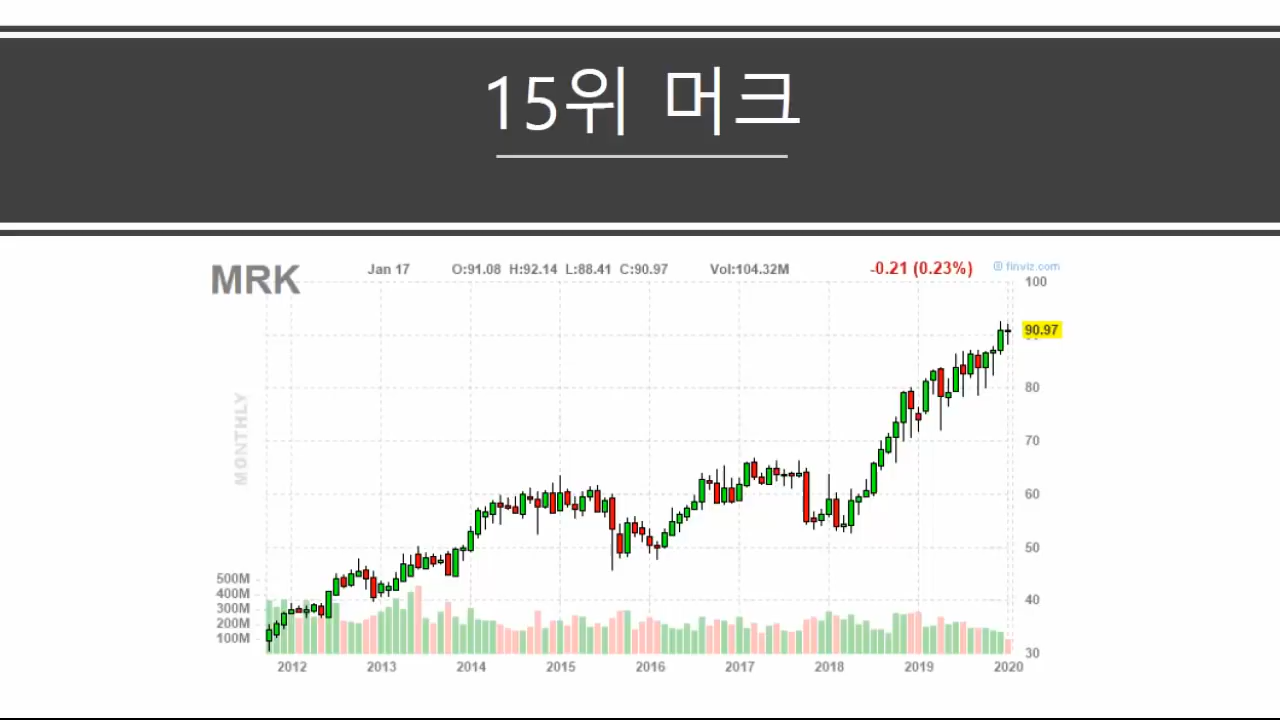 15위 머크
MRK Jan 17 O:91.08 H:92.14 L:88.41 C:90.97 Vol:104.32M -0.21 (0.23%) © finviz.com
100
90.97
80
MONTHLY
70
60
50
500M
400M
40
300M
200M
100M
30
2012 2013 2014 2015 2016 2017 2018 2019 2020